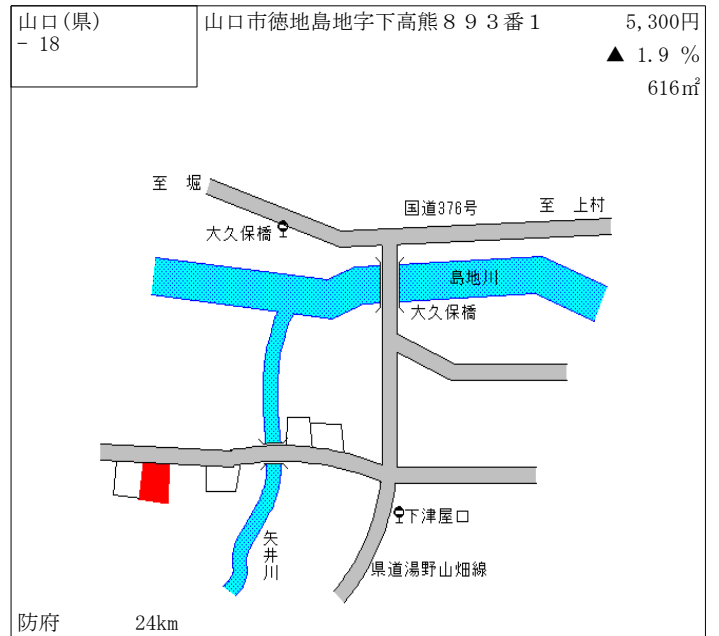 山口(県)
- 18
山口市徳地島地字下高熊８９３番１
5,300円
▲ 1.9 %
616㎡
至 堀
国道376号
至 上村
大久保橋
島地川
大久保橋
下津屋口
矢井川
県道湯野山畑線
防府 24km